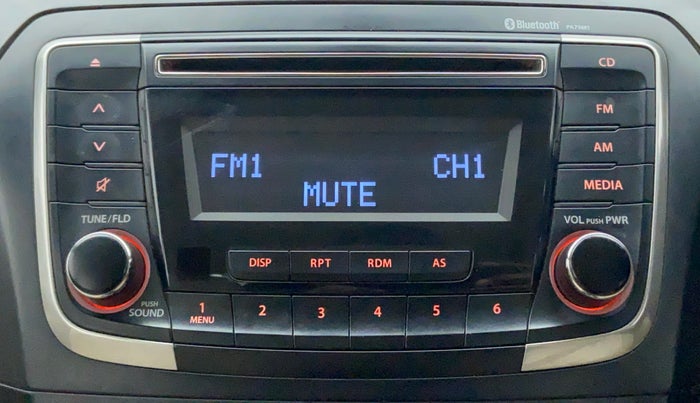 Bluetooth
CD
FM
AM
MEDIA
FM1 CH1
MUTE
TUNE/FLD
VOL PUSH PWR
DISP RPT RDM AS
PUSH
SOUND
1 2 3 4 5 6
MENU